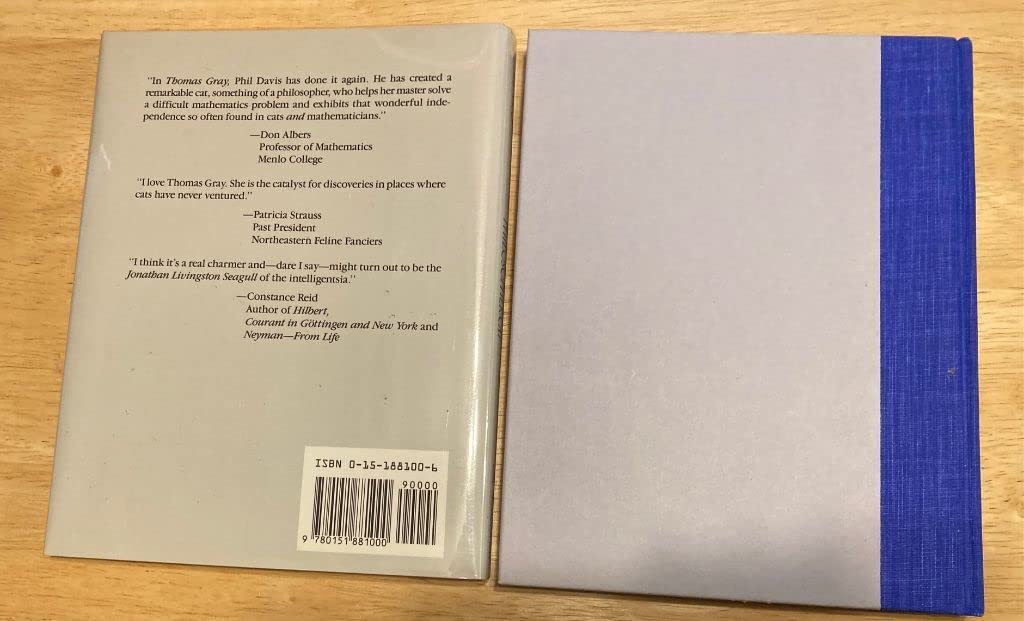 "In Thomas Gray, Phil Davis has done it again. He has created a
remarkable cat, something of a philosopher, who helps her master solve
a difficult mathematics problem and exhibits that wonderful inde-
pendence so often found in cats and mathematicians."
—Don Albers
Professor of Mathematics
Menlo College
"I love Thomas Gray. She is the catalyst for discoveries in places where
cats have never ventured."
—Patricia Strauss
Past President
Northeastern Feline Fanciers
"I think it's a real charmer and—dare I say—might turn out to be the
Jonathan Livingston Seagull of the intelligentsia."
—Constance Reid
Author of Hilbert,
Courant in Göttingen and New York and
Neyman—From Life
ISBN 0-15-188100-6
90000
9 780151 881000